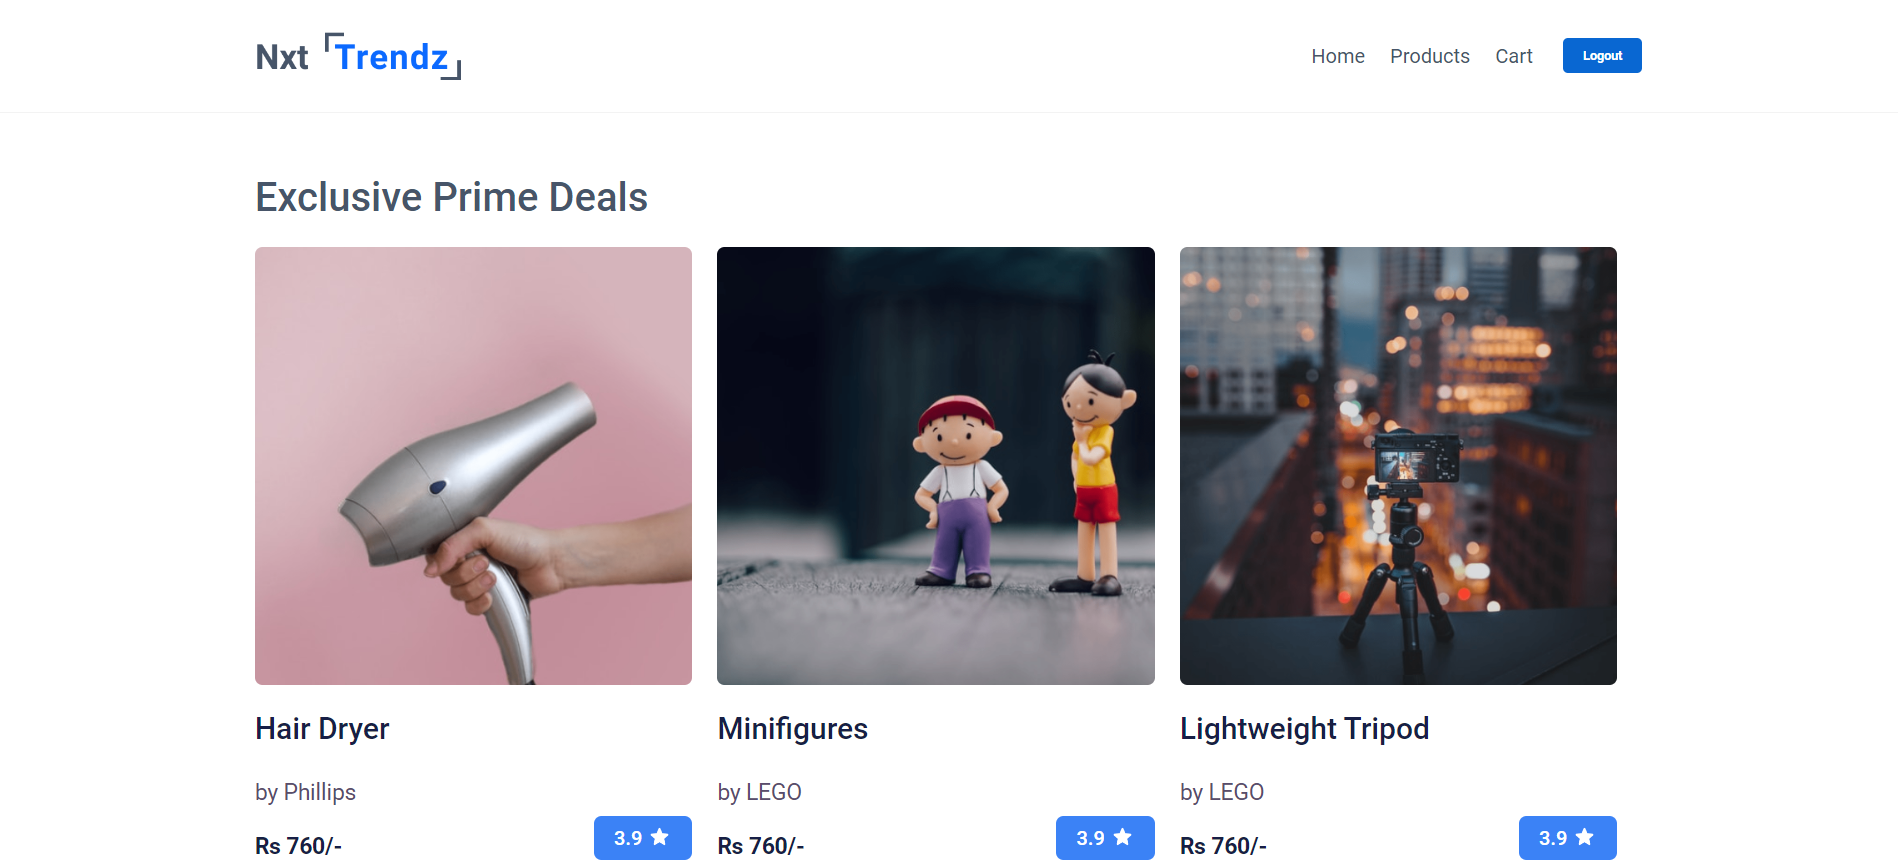 Nxt Trendz
Home Products Cart Logout
Exclusive Prime Deals
Hair Dryer
by Phillips
Rs 760/-
3.9
Minifigures
by LEGO
Rs 760/-
3.9
Lightweight Tripod
by LEGO
Rs 760/-
3.9